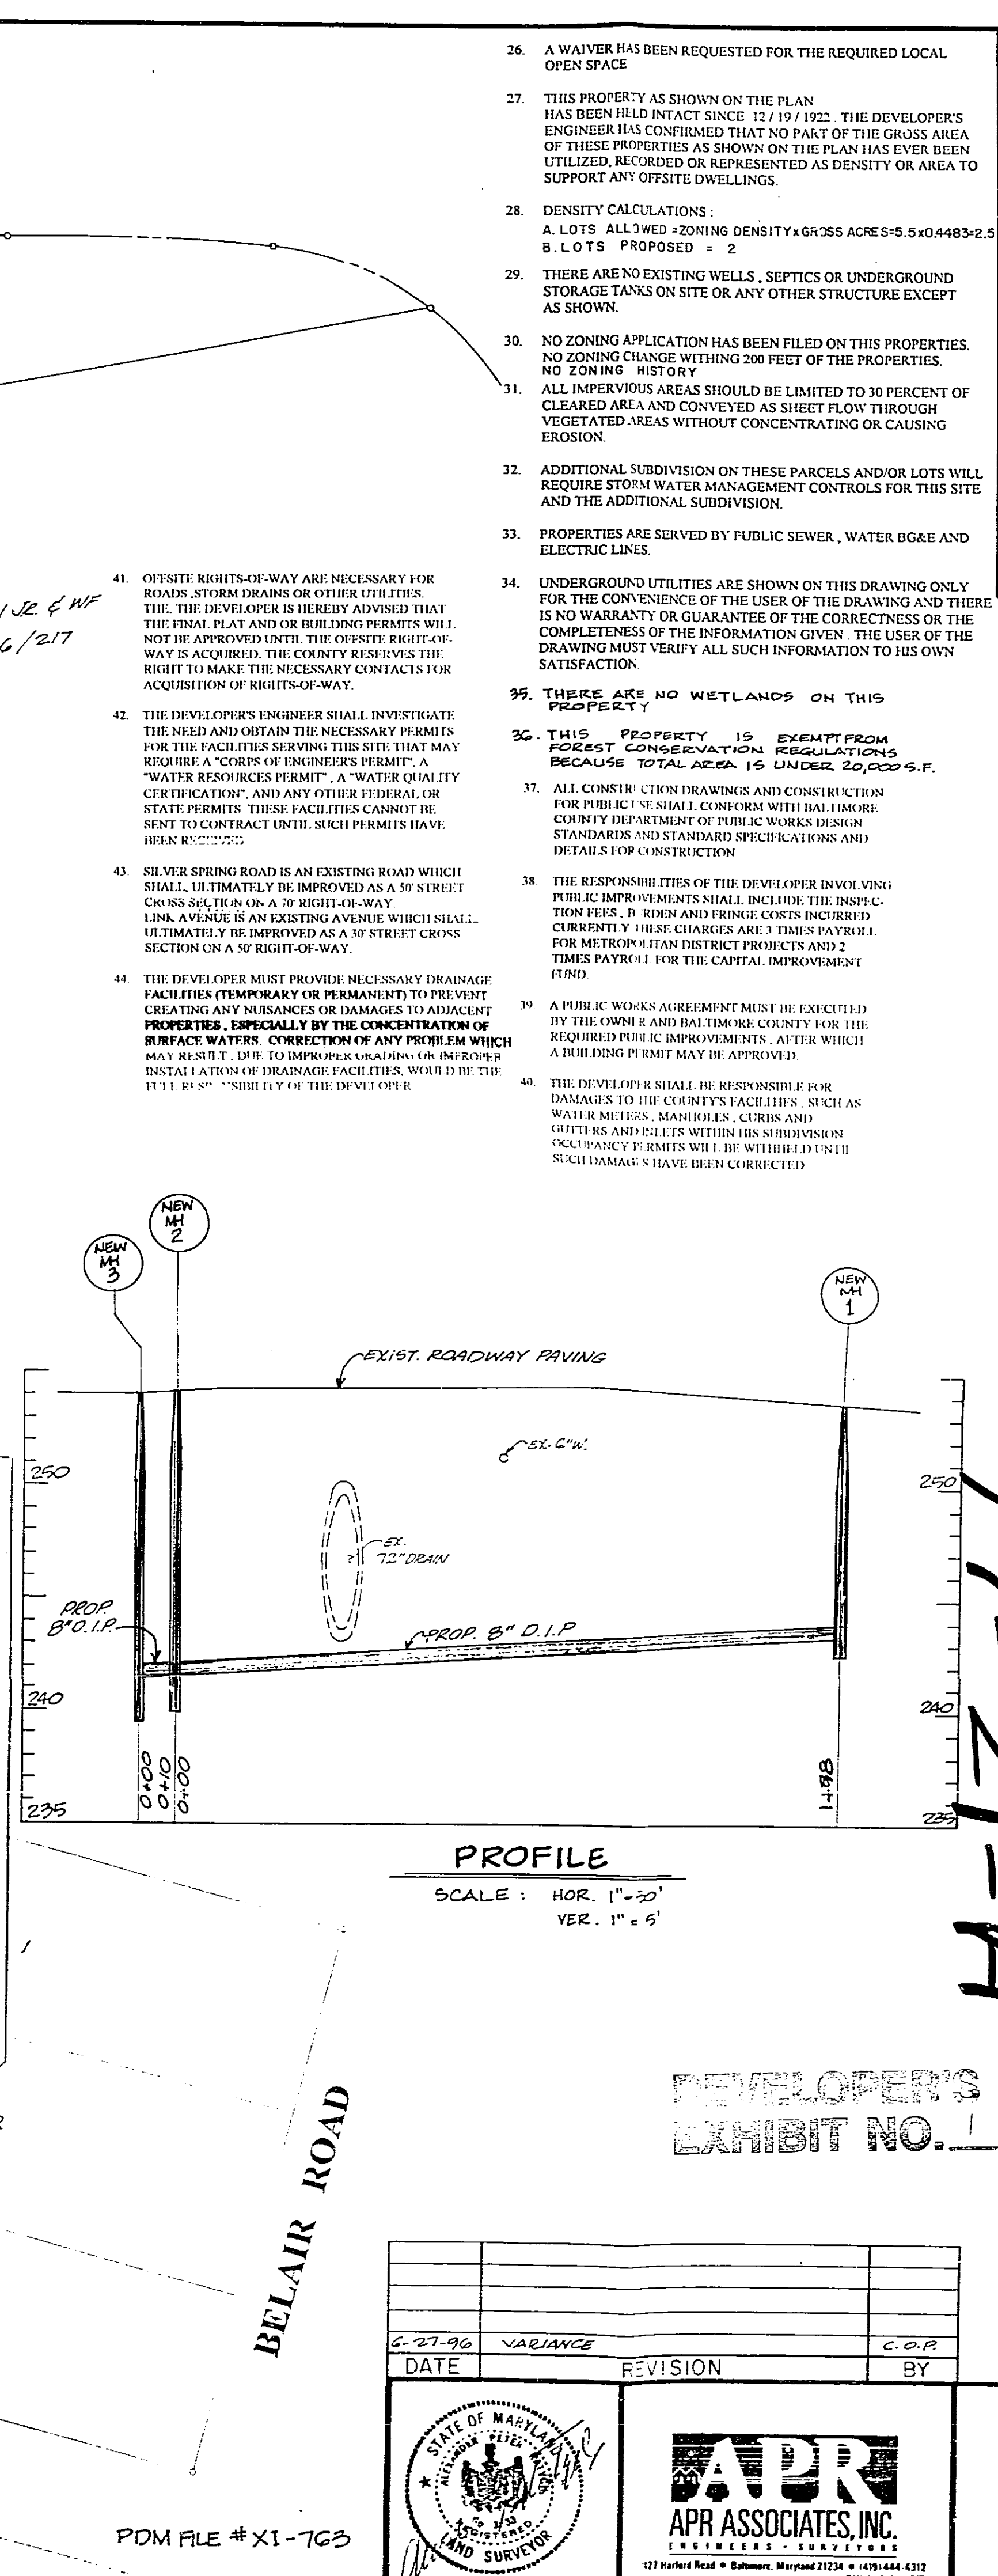 26. A WAIVER HAS BEEN REQUESTED FOR THE REQUIRED LOCAL
OPEN SPACE
27. THIS PROPERTY AS SHOWN ON THE PLAN
HAS BEEN HELD INTACT SINCE 12 / 19 / 1922 . THE DEVELOPER'S
ENGINEER HAS CONFIRMED THAT NO PART OF THE GROSS AREA
OF THESE PROPERTIES AS SHOWN ON THE PLAN HAS EVER BEEN
UTILIZED, RECORDED OR REPRESENTED AS DENSITY OR AREA TO
SUPPORT ANY OFFSITE DWELLINGS.
28. DENSITY CALCULATIONS :
A. LOTS ALLOWED =ZONING DENSITYxGROSS ACRES=5.5x0.4483=2.5
B. LOTS PROPOSED = 2
29. THERE ARE NO EXISTING WELLS , SEPTICS OR UNDERGROUND
STORAGE TANKS ON SITE OR ANY OTHER STRUCTURE EXCEPT
AS SHOWN.
30. NO ZONING APPLICATION HAS BEEN FILED ON THIS PROPERTIES.
NO ZONING CHANGE WITHING 200 FEET OF THE PROPERTIES.
NO ZONING HISTORY
31. ALL IMPERVIOUS AREAS SHOULD BE LIMITED TO 30 PERCENT OF
CLEARED AREA AND CONVEYED AS SHEET FLOW THROUGH
VEGETATED AREAS WITHOUT CONCENTRATING OR CAUSING
EROSION.
32. ADDITIONAL SUBDIVISION ON THESE PARCELS AND/OR LOTS WILL
REQUIRE STORM WATER MANAGEMENT CONTROLS FOR THIS SITE
AND THE ADDITIONAL SUBDIVISION.
33. PROPERTIES ARE SERVED BY PUBLIC SEWER , WATER BG&E AND
ELECTRIC LINES.
34. UNDERGROUND UTILITIES ARE SHOWN ON THIS DRAWING ONLY
FOR THE CONVENIENCE OF THE USER OF THE DRAWING AND THERE
IS NO WARRANTY OR GUARANTEE OF THE CORRECTNESS OR THE
COMPLETENESS OF THE INFORMATION GIVEN . THE USER OF THE
DRAWING MUST VERIFY ALL SUCH INFORMATION TO HIS OWN
SATISFACTION.
35. THERE ARE NO WETLANDS ON THIS
PROPERTY
36. THIS PROPERTY IS EXEMPT FROM
FOREST CONSERVATION REGULATIONS
BECAUSE TOTAL AREA IS UNDER 20,000 S.F.
37. ALL CONSTRUCTION DRAWINGS AND CONSTRUCTION
FOR PUBLIC USE SHALL CONFORM WITH BALTIMORE
COUNTY DEPARTMENT OF PUBLIC WORKS DESIGN
STANDARDS AND STANDARD SPECIFICATIONS AND
DETAILS FOR CONSTRUCTION
38. THE RESPONSIBILITIES OF THE DEVELOPER INVOLVING
PUBLIC IMPROVEMENTS SHALL INCLUDE THE INSPEC-
TION FEES , BURDEN AND FRINGE COSTS INCURRED
CURRENTLY THESE CHARGES ARE 3 TIMES PAYROLL
FOR METROPOLITAN DISTRICT PROJECTS AND 2
TIMES PAYROLL FOR THE CAPITAL IMPROVEMENT
FUND
39. A PUBLIC WORKS AGREEMENT MUST BE EXECUTED
BY THE OWNER AND BALTIMORE COUNTY FOR THE
REQUIRED PUBLIC IMPROVEMENTS , AFTER WHICH
A BUILDING PERMIT MAY BE APPROVED.
40. THE DEVELOPER SHALL BE RESPONSIBLE FOR
DAMAGES TO THE COUNTY'S FACILITIES , SUCH AS
WATER METERS , MANHOLES , CURBS AND
GUTTERS AND INLETS WITHIN HIS SUBDIVISION
OCCUPANCY PERMITS WILL BE WITHHELD UNTIL
SUCH DAMAGES HAVE BEEN CORRECTED.
JR. & WF
6/217
41. OFFSITE RIGHTS-OF-WAY ARE NECESSARY FOR
ROADS ,STORM DRAINS OR OTHER UTILITIES.
THE, THE DEVELOPER IS HEREBY ADVISED THAT
THE FINAL PLAT AND OR BUILDING PERMITS WILL
NOT BE APPROVED UNTIL THE OFFSITE RIGHT-OF-
WAY IS ACQUIRED. THE COUNTY RESERVES THE
RIGHT TO MAKE THE NECESSARY CONTACTS FOR
ACQUISITION OF RIGHTS-OF-WAY.
42. THE DEVELOPER'S ENGINEER SHALL INVESTIGATE
THE NEED AND OBTAIN THE NECESSARY PERMITS
FOR THE FACILITIES SERVING THIS SITE THAT MAY
REQUIRE A "CORPS OF ENGINEER'S PERMIT", A
"WATER RESOURCES PERMIT" , A "WATER QUALITY
CERTIFICATION", AND ANY OTHER FEDERAL OR
STATE PERMITS THESE FACILITIES CANNOT BE
SENT TO CONTRACT UNTIL SUCH PERMITS HAVE
BEEN RECEIVED
43. SILVER SPRING ROAD IS AN EXISTING ROAD WHICH
SHALL ULTIMATELY BE IMPROVED AS A 50' STREET
CROSS SECTION ON A 70' RIGHT-OF-WAY.
LINK AVENUE IS AN EXISTING AVENUE WHICH SHALL
ULTIMATELY BE IMPROVED AS A 30' STREET CROSS
SECTION ON A 50' RIGHT-OF-WAY.
44. THE DEVELOPER MUST PROVIDE NECESSARY DRAINAGE
FACILITIES (TEMPORARY OR PERMANENT) TO PREVENT
CREATING ANY NUISANCES OR DAMAGES TO ADJACENT
PROPERTIES , ESPECIALLY BY THE CONCENTRATION OF
SURFACE WATERS. CORRECTION OF ANY PROBLEM WHICH
MAY RESULT , DUE TO IMPROPER GRADING OR IMPROPER
INSTALLATION OF DRAINAGE FACILITIES, WOULD BE THE
FULL RESPONSIBILITY OF THE DEVELOPER
NEW MH 3
NEW MH 2
NEW MH 1
EXIST. ROADWAY PAVING
EX. 6"W.
250
250
EX.
72" DRAIN
PROP.
8" D.I.P.
PROP. 8" D.I.P
240
240
0+00
0+10
0+00
1+98
235
235
PROFILE
SCALE : HOR. 1"=
VER. 1" = 5'
1
BELAIR ROAD
DEVELOPER'S
EXHIBIT NO. 1
6-27-96 VARIANCE C.O.P.
DATE REVISION BY
STATE OF MARYLAND
ALEXANDER PETER
REGISTERED
LAND SURVEYOR
APR
APR ASSOCIATES, INC.
ENGINEERS - SURVEYORS
Harford Road • Baltimore, Maryland 21234 •
PDM FILE # XI-763